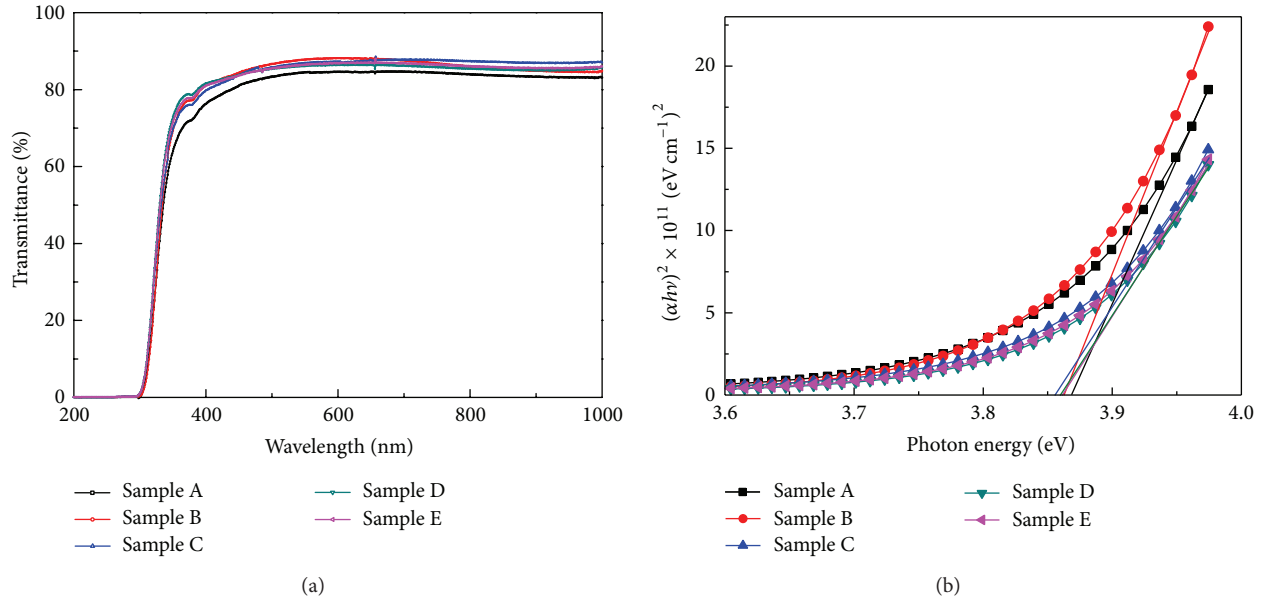 100
80
60
40
20
0
Transmittance (%)
200
400
600
800
1000
Wavelength (nm)
Sample A
Sample B
Sample C
Sample D
Sample E
(a)
20
15
10
5
0
(αhν)² × 10¹¹ (eV cm⁻¹)²
3.6
3.7
3.8
3.9
4.0
Photon energy (eV)
Sample A
Sample B
Sample C
Sample D
Sample E
(b)